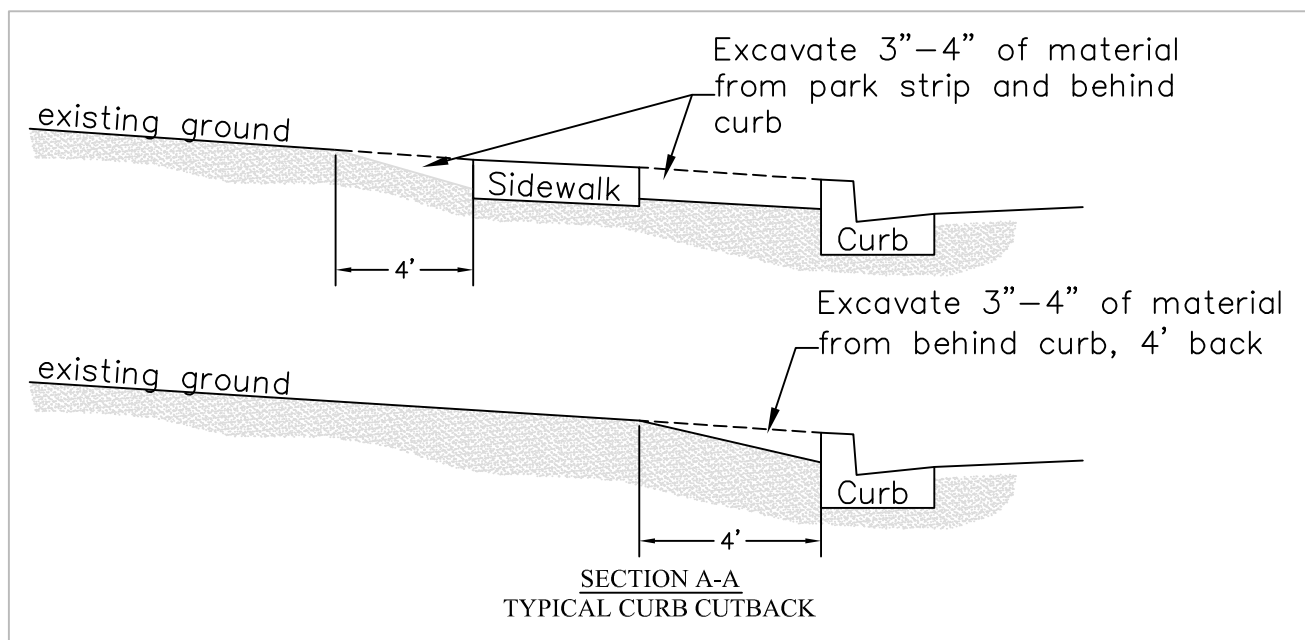 Excavate 3"-4" of material
from park strip and behind
curb
existing ground
Sidewalk
Curb
4'
Excavate 3"-4" of material
from behind curb, 4' back
existing ground
Curb
4'
SECTION A-A
TYPICAL CURB CUTBACK